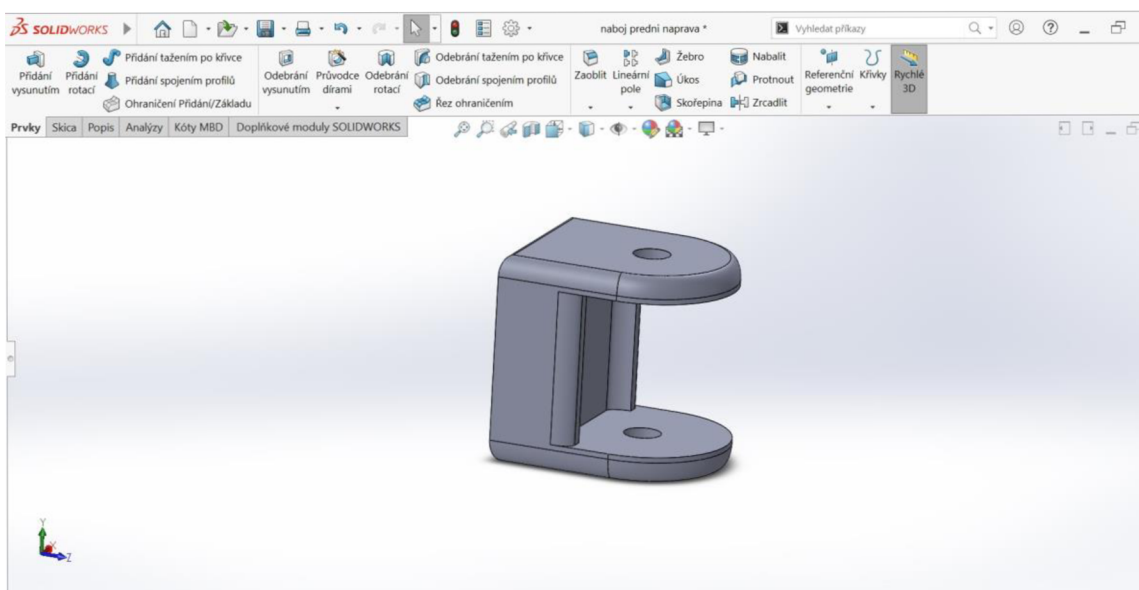 SOLIDWORKS
naboj predni naprava *
Vyhledat příkazy
Přidání vysunutím
Přidání rotací
Přidání tažením po křivce
Přidání spojením profilů
Ohraničení Přidání/Základu
Odebrání vysunutím
Průvodce dírami
Odebrání rotací
Odebrání tažením po křivce
Odebrání spojením profilů
Řez ohraničením
Zaoblit
Lineární pole
Žebro
Úkos
Skořepina
Nabalit
Protnout
Zrcadlit
Referenční geometrie
Křivky
Rychlé 3D
Prvky
Skica
Popis
Analýzy
Kóty MBD
Doplňkové moduly SOLIDWORKS
Y
X
Z